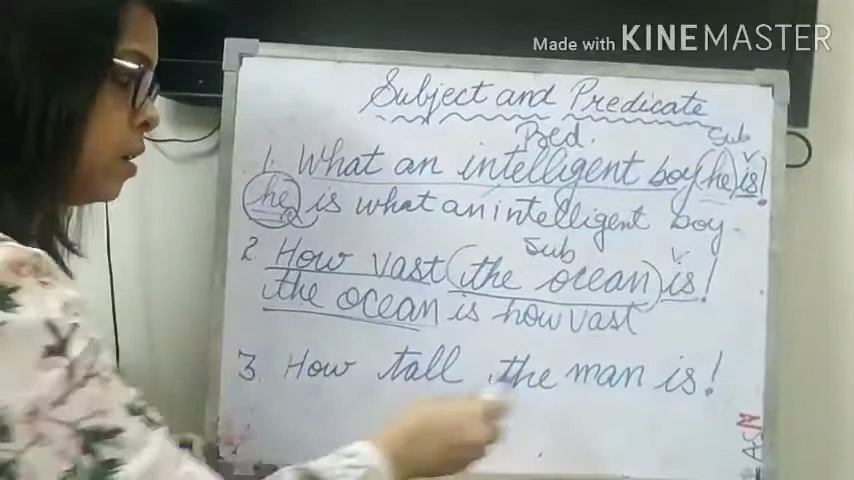 Made with KINEMASTER
Subject and Predicate
Pred. Sub
1. What an intelligent boy (he) is!
he is what an intelligent boy.
Sub V
2. How vast (the ocean) is!
the ocean is how vast
3. How tall the man is!
ASM